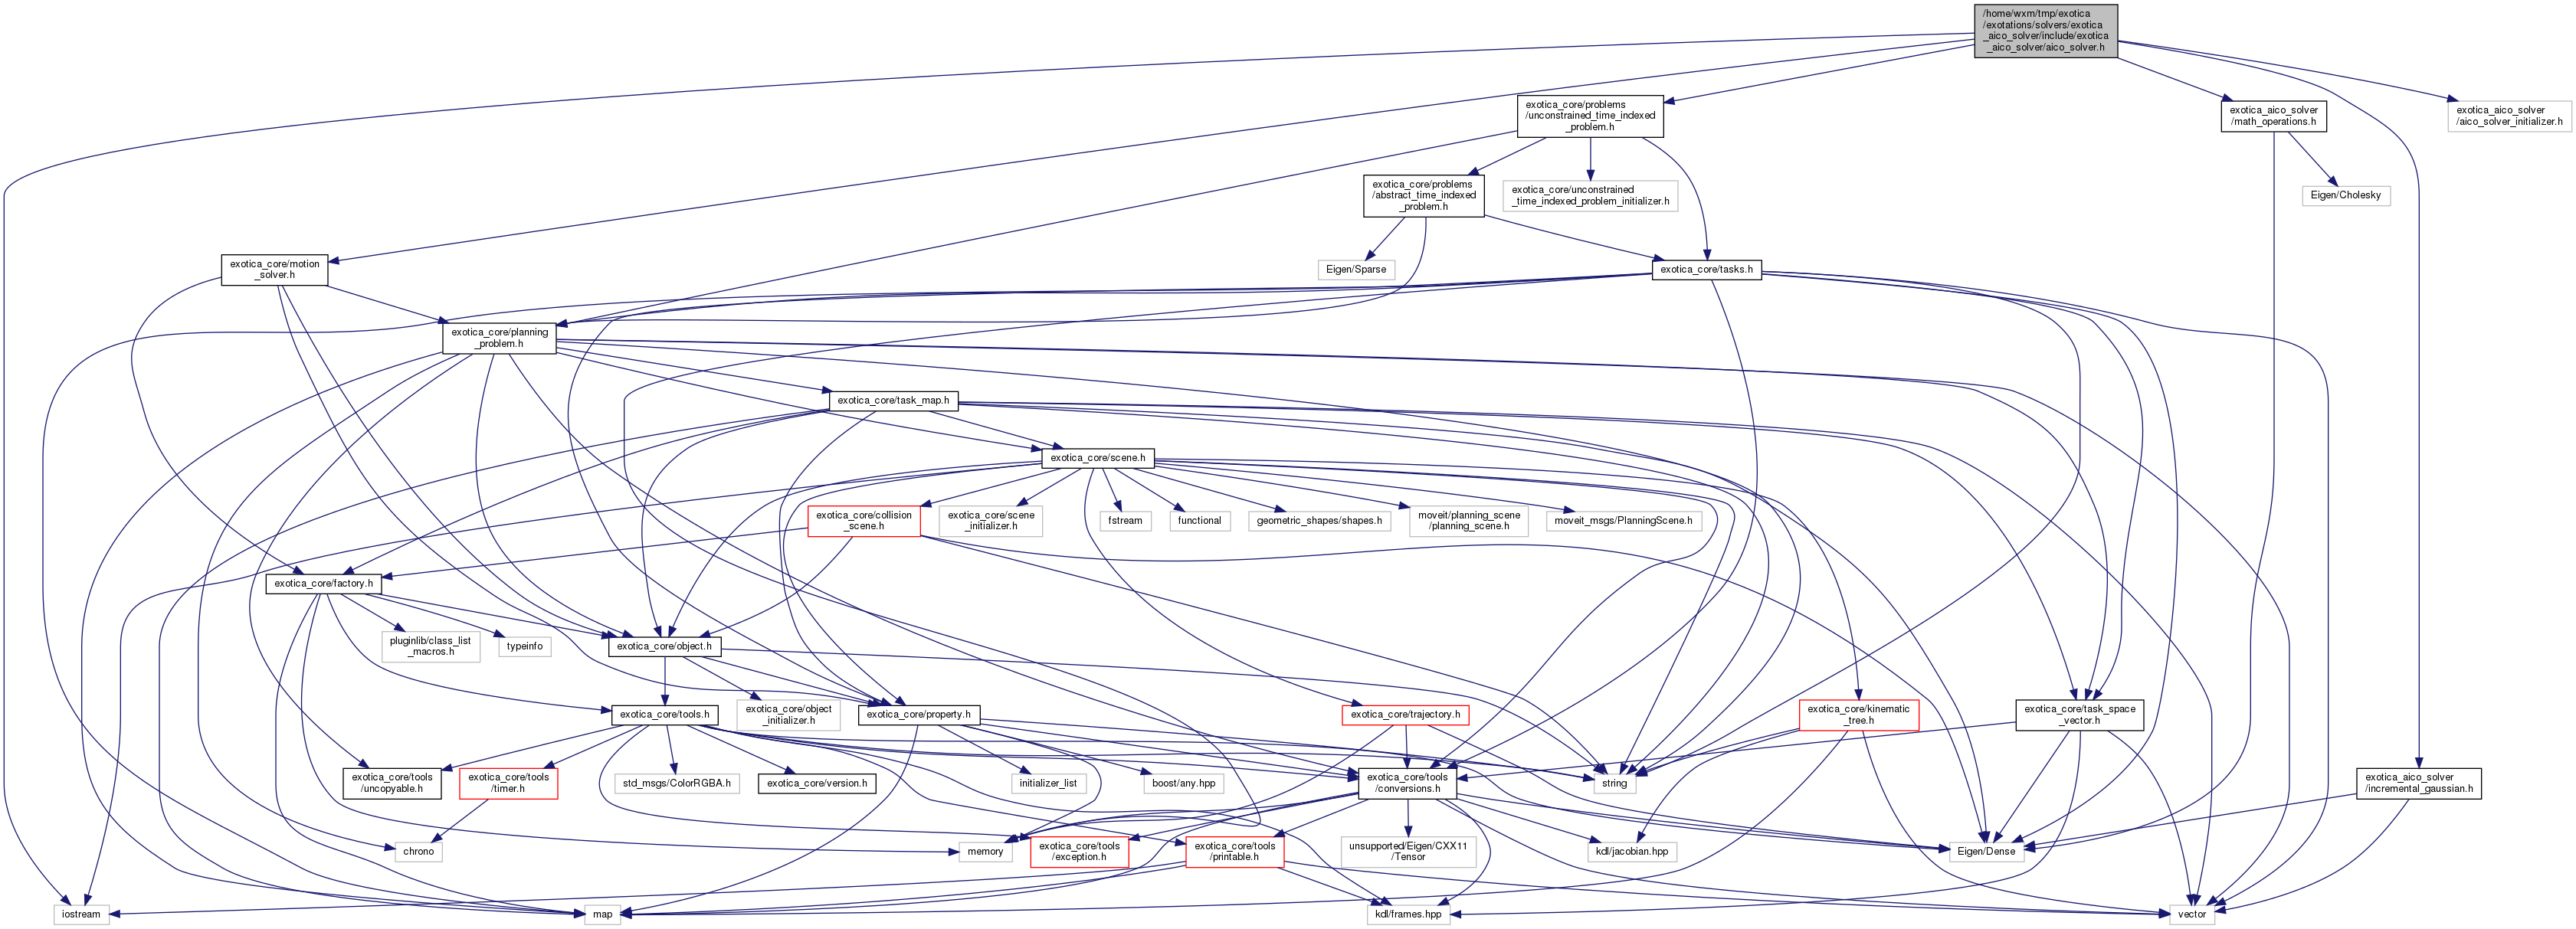 /home/wxm/tmp/exotica
/exotations/solvers/exotica
_aico_solver/include/exotica
_aico_solver/aico_solver.h
exotica_core/problems
/unconstrained_time_indexed
_problem.h
exotica_aico_solver
/math_operations.h
exotica_aico_solver
/aico_solver_initializer.h
exotica_core/problems
/abstract_time_indexed
_problem.h
exotica_core/unconstrained
_time_indexed_problem_initializer.h
Eigen/Cholesky
exotica_core/motion
_solver.h
Eigen/Sparse
exotica_core/tasks.h
exotica_core/planning
_problem.h
exotica_core/task_map.h
exotica_core/scene.h
exotica_core/collision
_scene.h
exotica_core/scene
_initializer.h
fstream
functional
geometric_shapes/shapes.h
moveit/planning_scene
/planning_scene.h
moveit_msgs/PlanningScene.h
exotica_core/factory.h
pluginlib/class_list
_macros.h
typeinfo
exotica_core/object.h
exotica_core/tools.h
exotica_core/object
_initializer.h
exotica_core/property.h
exotica_core/trajectory.h
exotica_core/kinematic
_tree.h
exotica_core/task_space
_vector.h
exotica_core/tools
/uncopyable.h
exotica_core/tools
/timer.h
std_msgs/ColorRGBA.h
exotica_core/version.h
initializer_list
boost/any.hpp
exotica_core/tools
/conversions.h
string
exotica_aico_solver
/incremental_gaussian.h
chrono
memory
exotica_core/tools
/exception.h
exotica_core/tools
/printable.h
unsupported/Eigen/CXX11
/Tensor
kdl/jacobian.hpp
Eigen/Dense
iostream
map
kdl/frames.hpp
vector